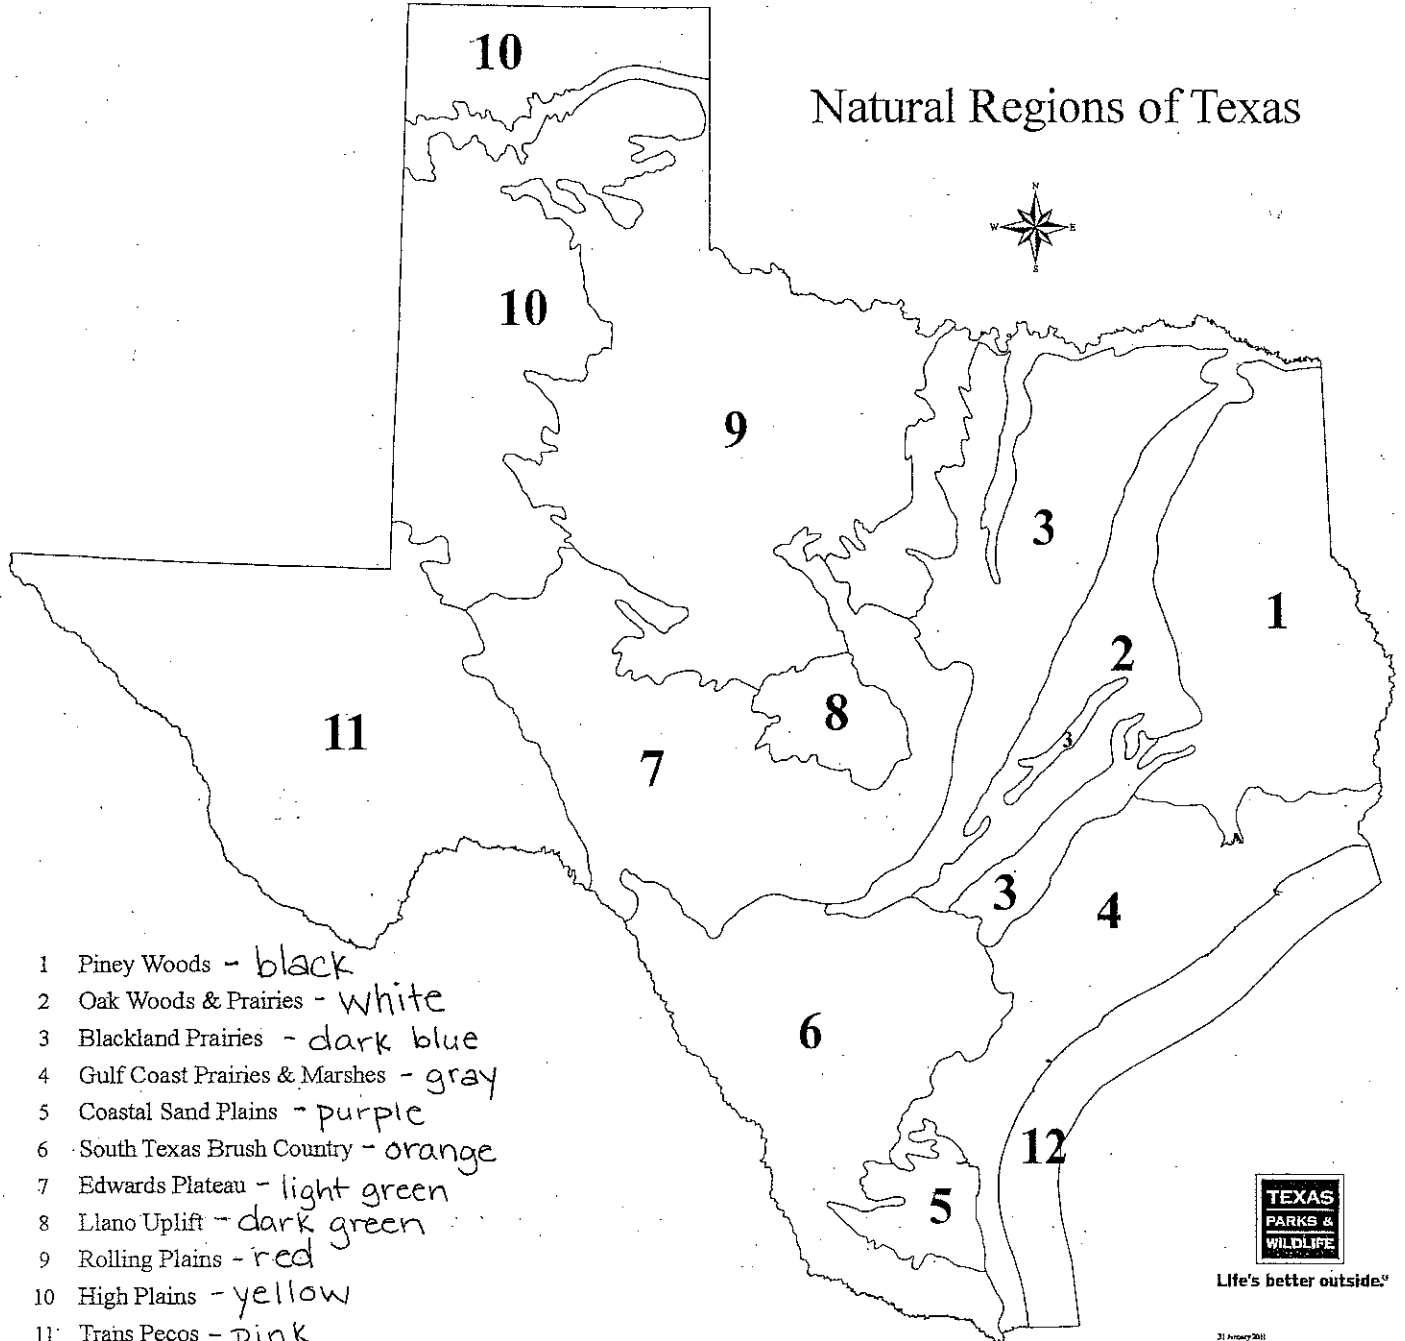 10
Natural Regions of Texas
N
W E
S
10
9
3
1
2
3
8
11
7
3
4
6
12
5
1 Piney Woods - black
2 Oak Woods & Prairies - white
3 Blackland Prairies - dark blue
4 Gulf Coast Prairies & Marshes - gray
5 Coastal Sand Plains - purple
6 South Texas Brush Country - orange
7 Edwards Plateau - light green
8 Llano Uplift - dark green
9 Rolling Plains - red
10 High Plains - yellow
11 Trans Pecos - pink
TEXAS
PARKS &
WILDLIFE
Life's better outside.®
31 January 2011